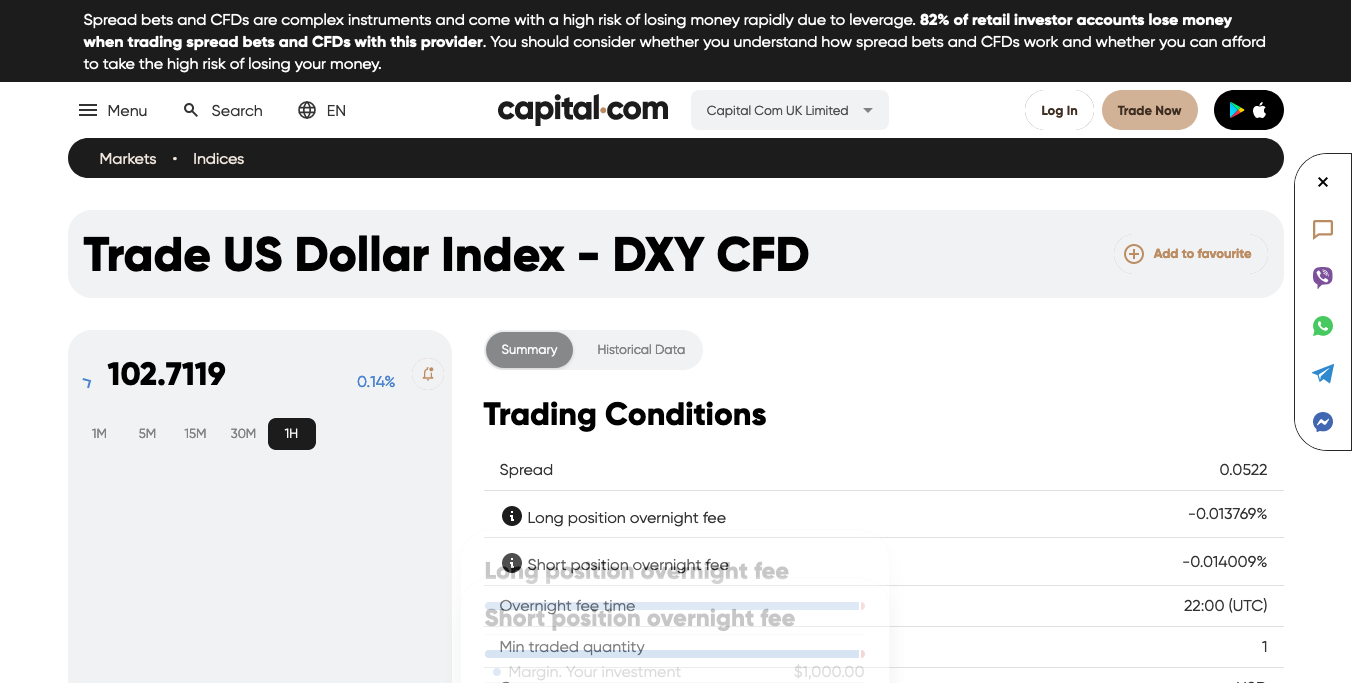 Spread bets and CFDs are complex instruments and come with a high risk of losing money rapidly due to leverage. 82% of retail investor accounts lose money
when trading spread bets and CFDs with this provider. You should consider whether you understand how spread bets and CFDs work and whether you can afford
to take the high risk of losing your money.
Menu
Search
EN
capital.com
Capital Com UK Limited
Log In
Trade Now
Markets • Indices
Trade US Dollar Index - DXY CFD
Add to favourite
102.7119
0.14%
1M 5M 15M 30M 1H
Summary
Historical Data
Trading Conditions
Spread 0.0522
Long position overnight fee -0.013769%
Short position overnight fee -0.014009%
Long position overnight fee
Overnight fee time 22:00 (UTC)
Short position overnight fee
Min traded quantity 1
Margin. Your investment $1,000.00